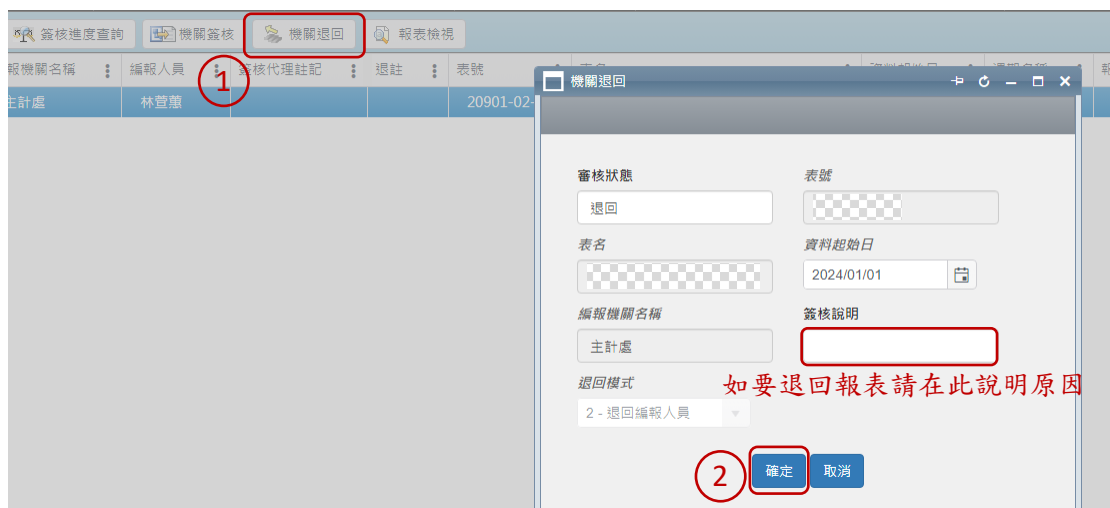 簽核進度查詢 機關簽核 機關退回 報表檢視
報機關名稱 編報人員 簽核代理註記 退註 表號
1
主計處 林萱蕙 20901-02-
機關退回
審核狀態 表號
退回
表名 資料起始日
2024/01/01
編報機關名稱 簽核說明
主計處
如要退回報表請在此說明原因
退回模式
2 - 退回編報人員
2 確定 取消